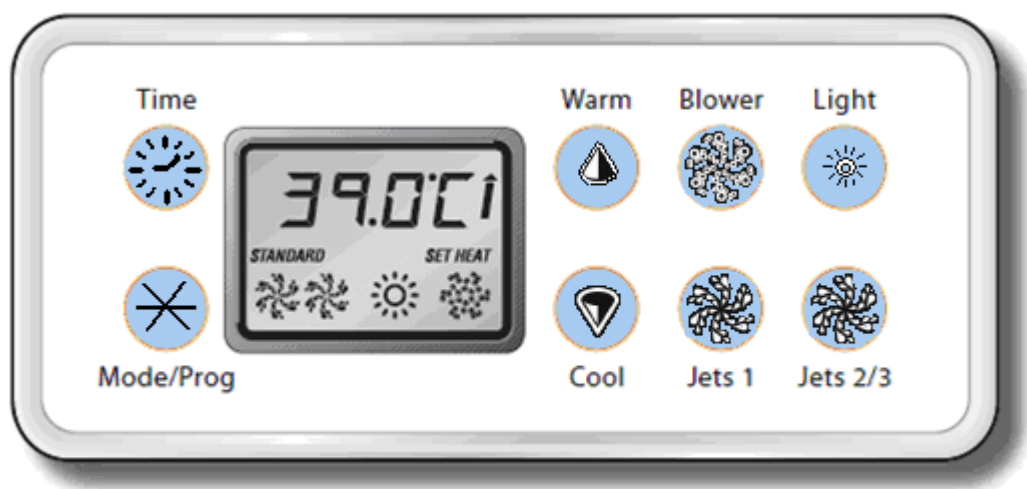 Time
Warm Blower Light
39.0°C↑
STANDARD SET HEAT
Mode/Prog
Cool Jets 1 Jets 2/3